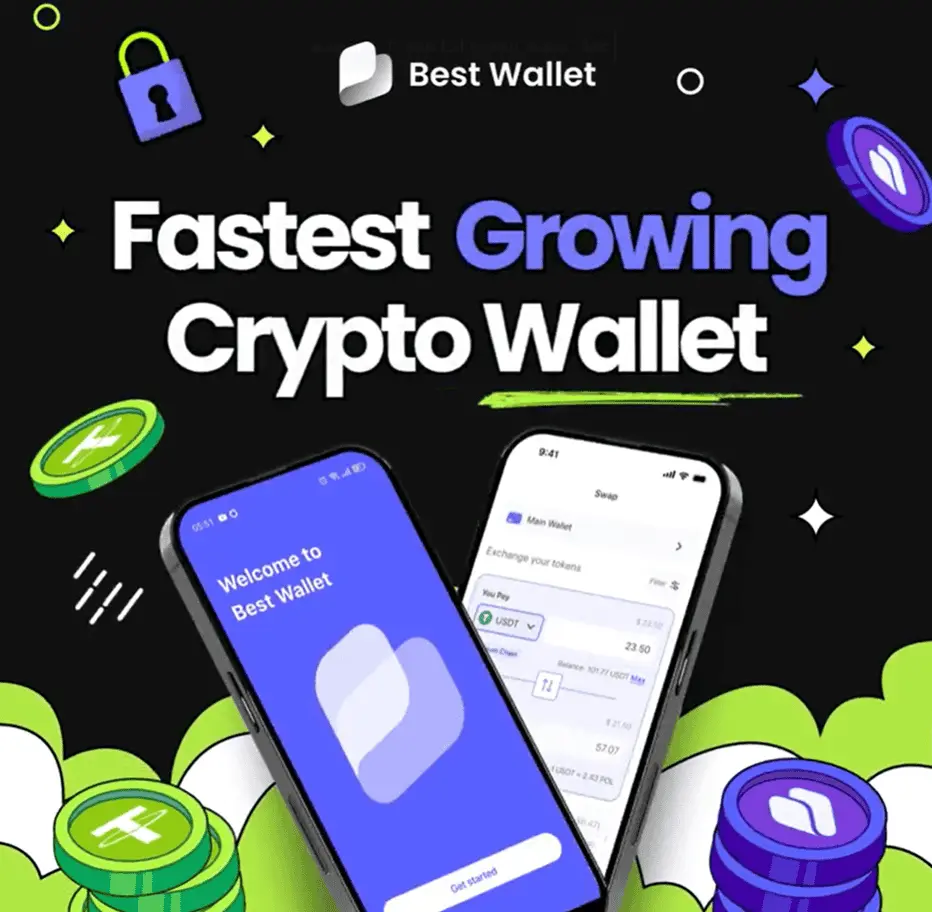 Best Wallet
Fastest Growing
Crypto Wallet
05:51
Welcome to
Best Wallet
Get started
9:41
Swap
Main Wallet
Exchange your tokens
Filter
You Pay
$ 23.50
USDT
23.50
Chain
Balance: 101.77 USDT Max
$ 21.50
57.07
1 USDT = 2.43 POL